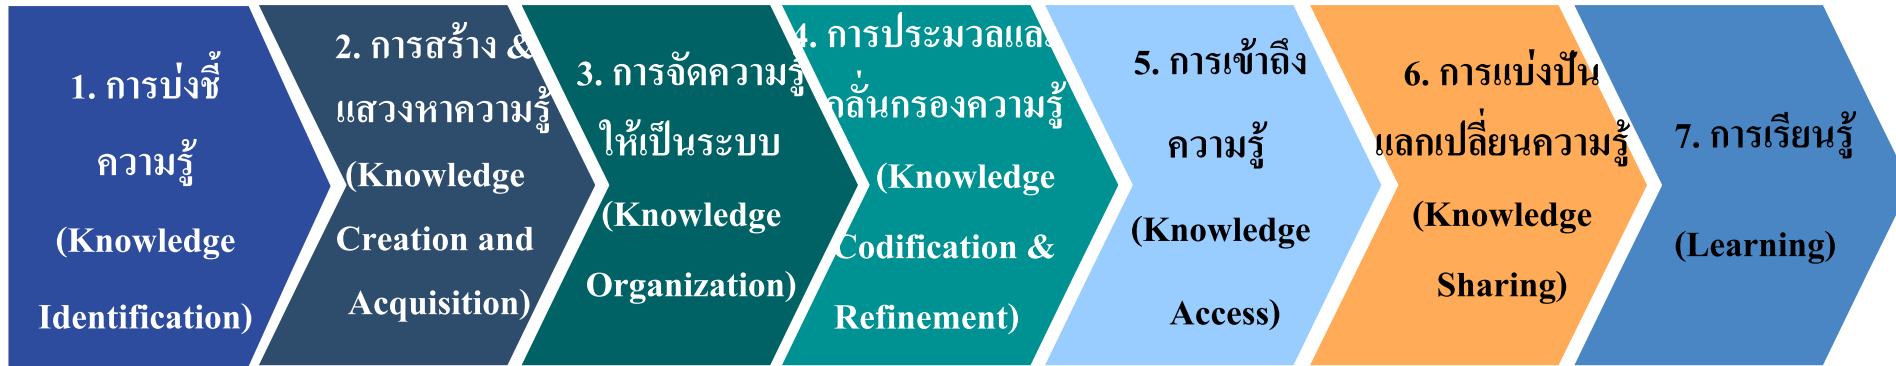 1. การบ่งชี้
ความรู้
(Knowledge
Identification)
2. การสร้าง &
แสวงหาความรู้
(Knowledge
Creation and
Acquisition)
3. การจัดความรู้
ให้เป็นระบบ
(Knowledge
Organization)
4. การประมวลและ
กลั่นกรองความรู้
(Knowledge
Codification &
Refinement)
5. การเข้าถึง
ความรู้
(Knowledge
Access)
6. การแบ่งปัน
แลกเปลี่ยนความรู้
(Knowledge
Sharing)
7. การเรียนรู้
(Learning)